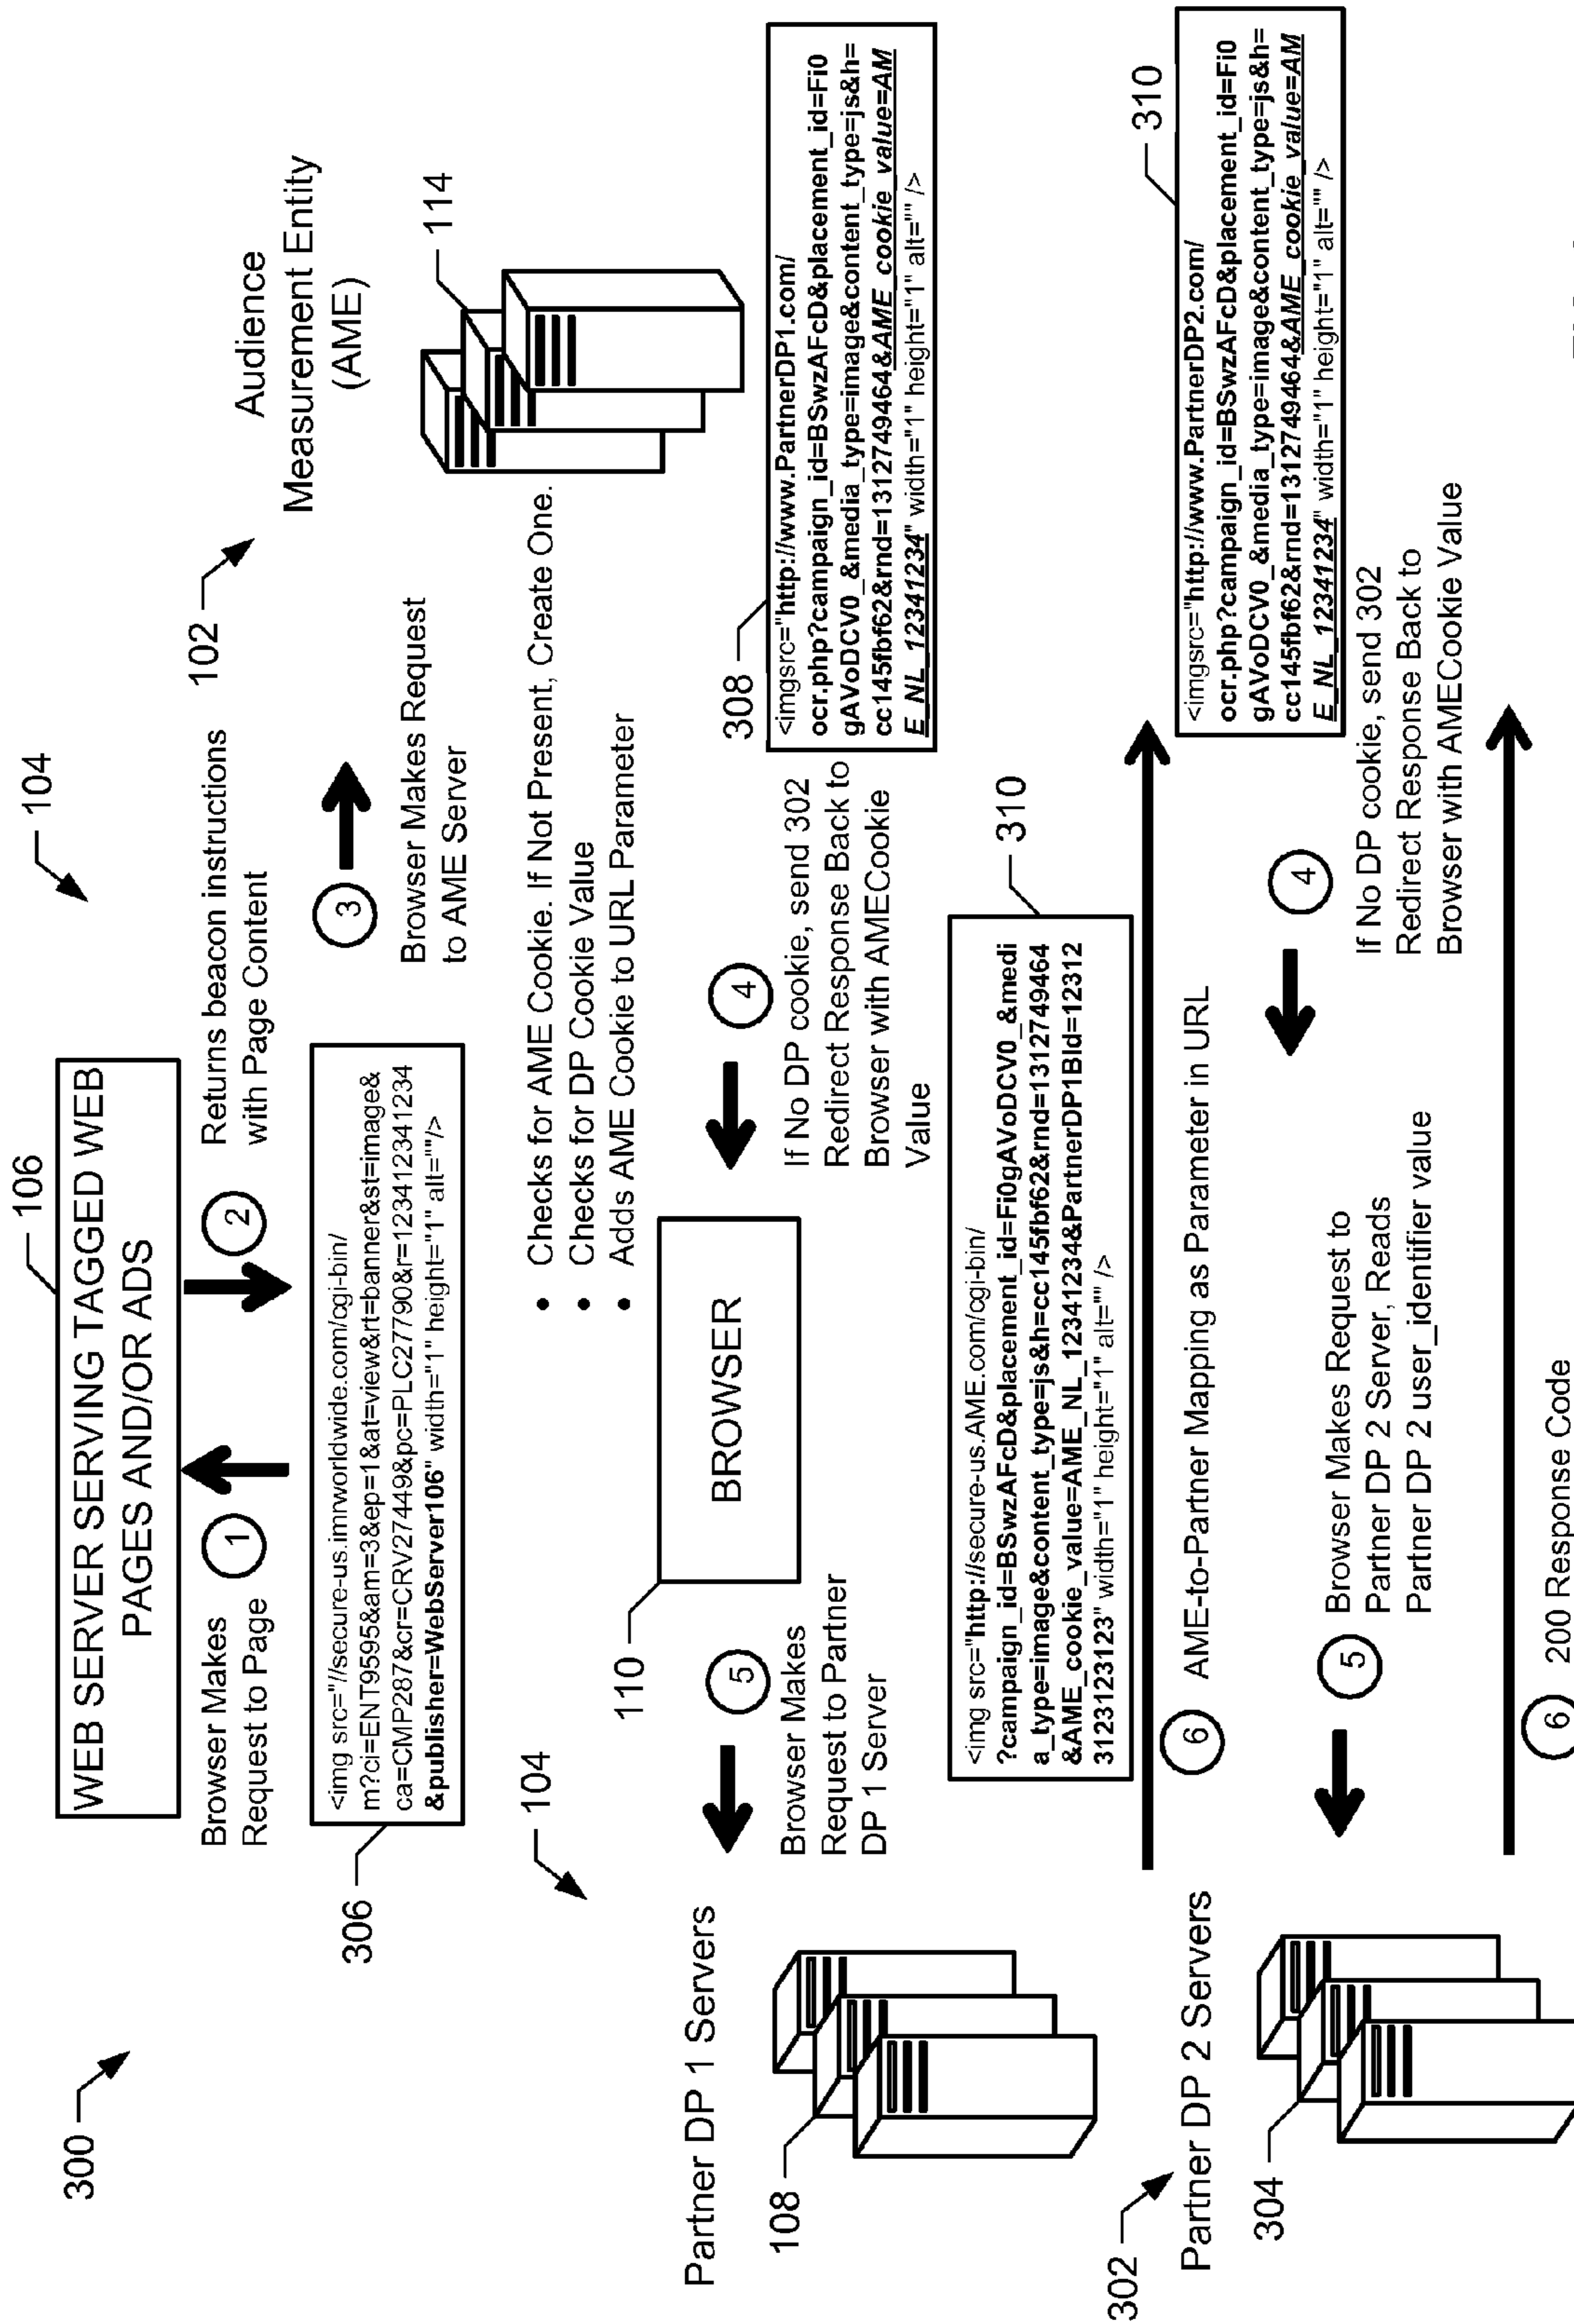 300
104
106
WEB SERVER SERVING TAGGED WEB
PAGES AND/OR ADS
Browser Makes
Request to Page
1
2
Returns beacon instructions
with Page Content
102
Audience
Measurement Entity
(AME)
114
306
<img src="//secure-us.imrworldwide.com/cgi-bin/
m?ci=ENT9595&am=3&ep=1&at=view&rt=banner&st=image&
ca=CMP287&cr=CRV27449&pc=PLC27790&r=123412341234
&publisher=WebServer106" width="1" height="1" alt=""/>
3
Browser Makes Request
to AME Server
• Checks for AME Cookie. If Not Present, Create One.
• Checks for DP Cookie Value
• Adds AME Cookie to URL Parameter
104
Partner DP 1 Servers
108
5
Browser Makes
Request to Partner
DP 1 Server
110
BROWSER
4
If No DP cookie, send 302
Redirect Response Back to
Browser with AMECookie
Value
308
<imgsrc="http://www.PartnerDP1.com/
ocr.php?campaign_id=BSwzAFcD&placement_id=Fi0
gAVoDCV0_&media_type=image&content_type=js&h=
cc145fbf62&rnd=1312749464&AME_cookie_value=AM
E_NL_12341234" width="1" height="1" alt="" />
310
<img src="http://secure-us.AME.com/cgi-bin/
?campaign_id=BSwzAFcD&placement_id=Fi0gAVoDCV0_&medi
a_type=image&content_type=js&h=cc145fbf62&rnd=1312749464
&AME_cookie_value=AME_NL_12341234&PartnerDP1BId=12312
3123123123123" width="1" height="1" alt="" />
6
AME-to-Partner Mapping as Parameter in URL
302
Partner DP 2 Servers
304
5
Browser Makes Request to
Partner DP 2 Server, Reads
Partner DP 2 user_identifier value
4
If No DP cookie, send 302
Redirect Response Back to
Browser with AMECookie Value
310
<imgsrc="http://www.PartnerDP2.com/
ocr.php?campaign_id=BSwzAFcD&placement_id=Fi0
gAVoDCV0_&media_type=image&content_type=js&h=
cc145fbf62&rnd=1312749464&AME_cookie_value=AM
E_NL_12341234" width="1" height="1" alt="" />
6
200 Response Code